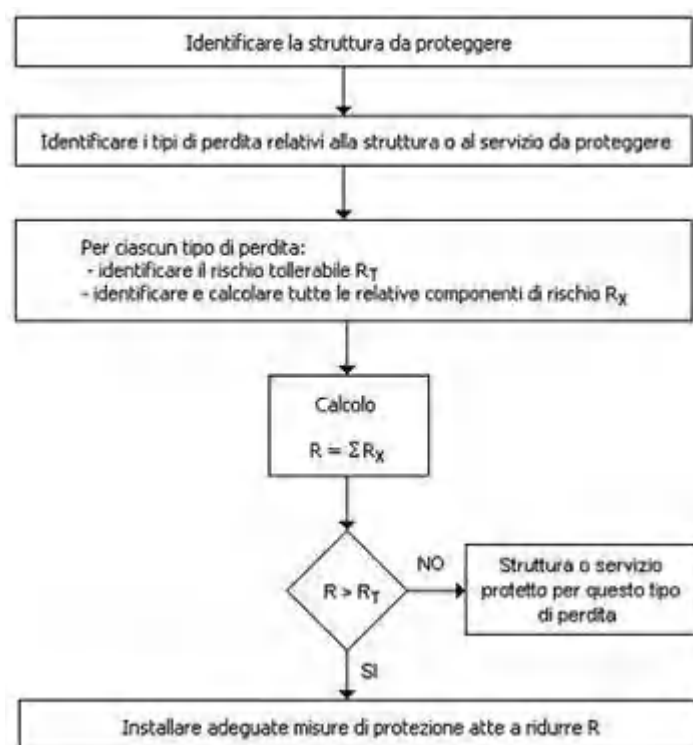 Identificare la struttura da proteggere
Identificare i tipi di perdita relativi alla struttura o al servizio da proteggere
Per ciascun tipo di perdita:
- identificare il rischio tollerabile RT
- identificare e calcolare tutte le relative componenti di rischio RX
Calcolo
R = ΣRX
R > RT
NO
Struttura o servizio
protetto per questo tipo
di perdita
SI
Installare adeguate misure di protezione atte a ridurre R